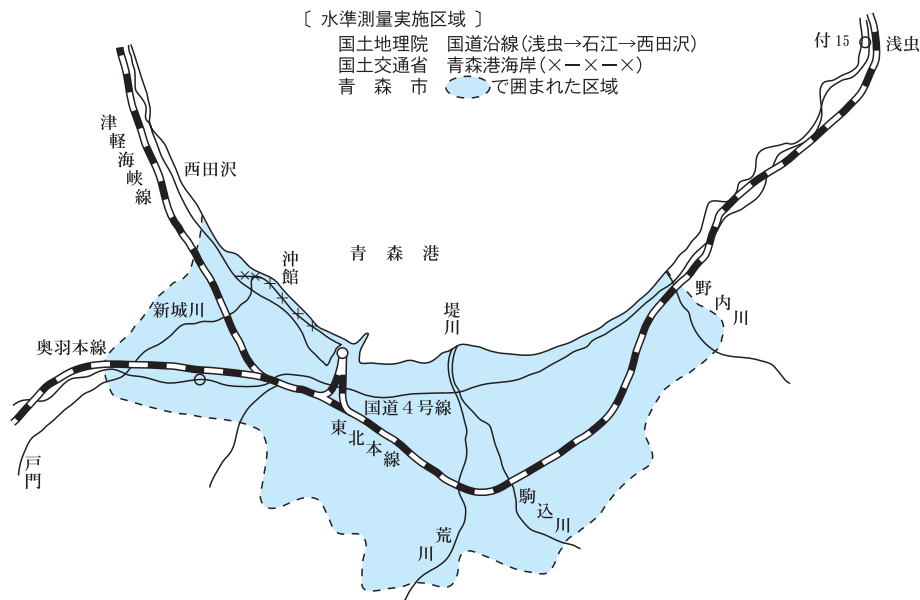 〔 水準測量実施区域 〕
国土地理院　国道沿線(浅虫→石江→西田沢)
国土交通省　青森港海岸(×－×－×)
青　森　市　で囲まれた区域
付 15
浅虫
津軽海峡線
西田沢
沖館
青森港
新城川
堤川
野内川
奥羽本線
国道４号線
東北本線
戸門
駒込川
荒川